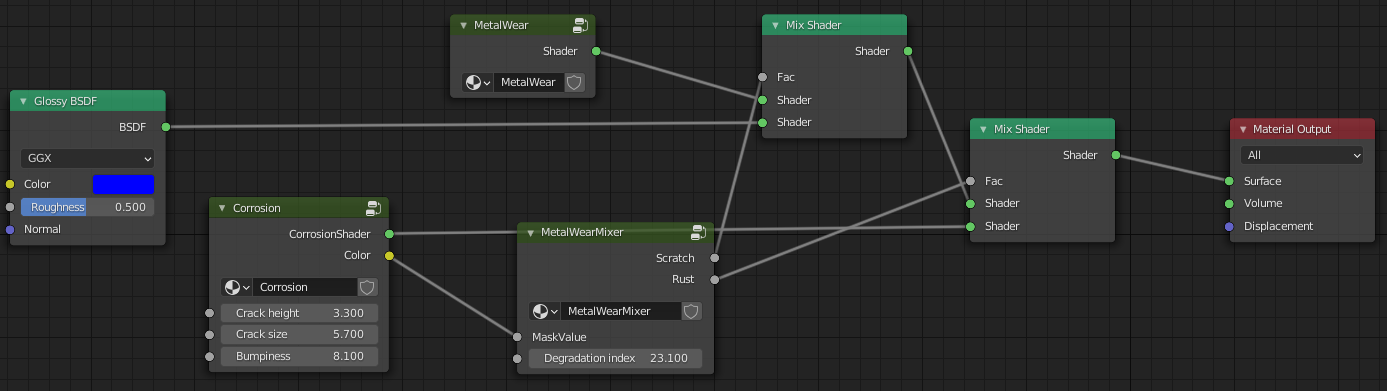 Glossy BSDF
BSDF
GGX
Color
Roughness 0.500
Normal
Corrosion
CorrosionShader
Color
Corrosion
Crack height 3.300
Crack size 5.700
Bumpiness 8.100
MetalWear
Shader
MetalWear
MetalWearMixer
Scratch
Rust
MetalWearMixer
MaskValue
Degradation index 23.100
Mix Shader
Shader
Fac
Shader
Shader
Mix Shader
Shader
Fac
Shader
Shader
Material Output
All
Surface
Volume
Displacement